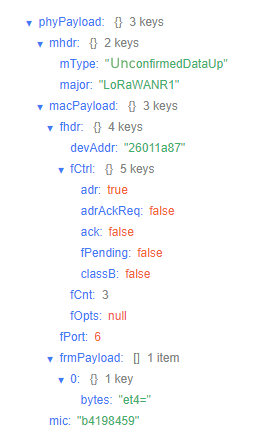 ▾ phyPayload: {} 3 keys
▾ mhdr: {} 2 keys
mType: "UnconfirmedDataUp"
major: "LoRaWANR1"
▾ macPayload: {} 3 keys
▾ fhdr: {} 4 keys
devAddr: "26011a87"
▾ fCtrl: {} 5 keys
adr: true
adrAckReq: false
ack: false
fPending: false
classB: false
fCnt: 3
fOpts: null
fPort: 6
▾ frmPayload: [] 1 item
▾ 0: {} 1 key
bytes: "et4="
mic: "b4198459"